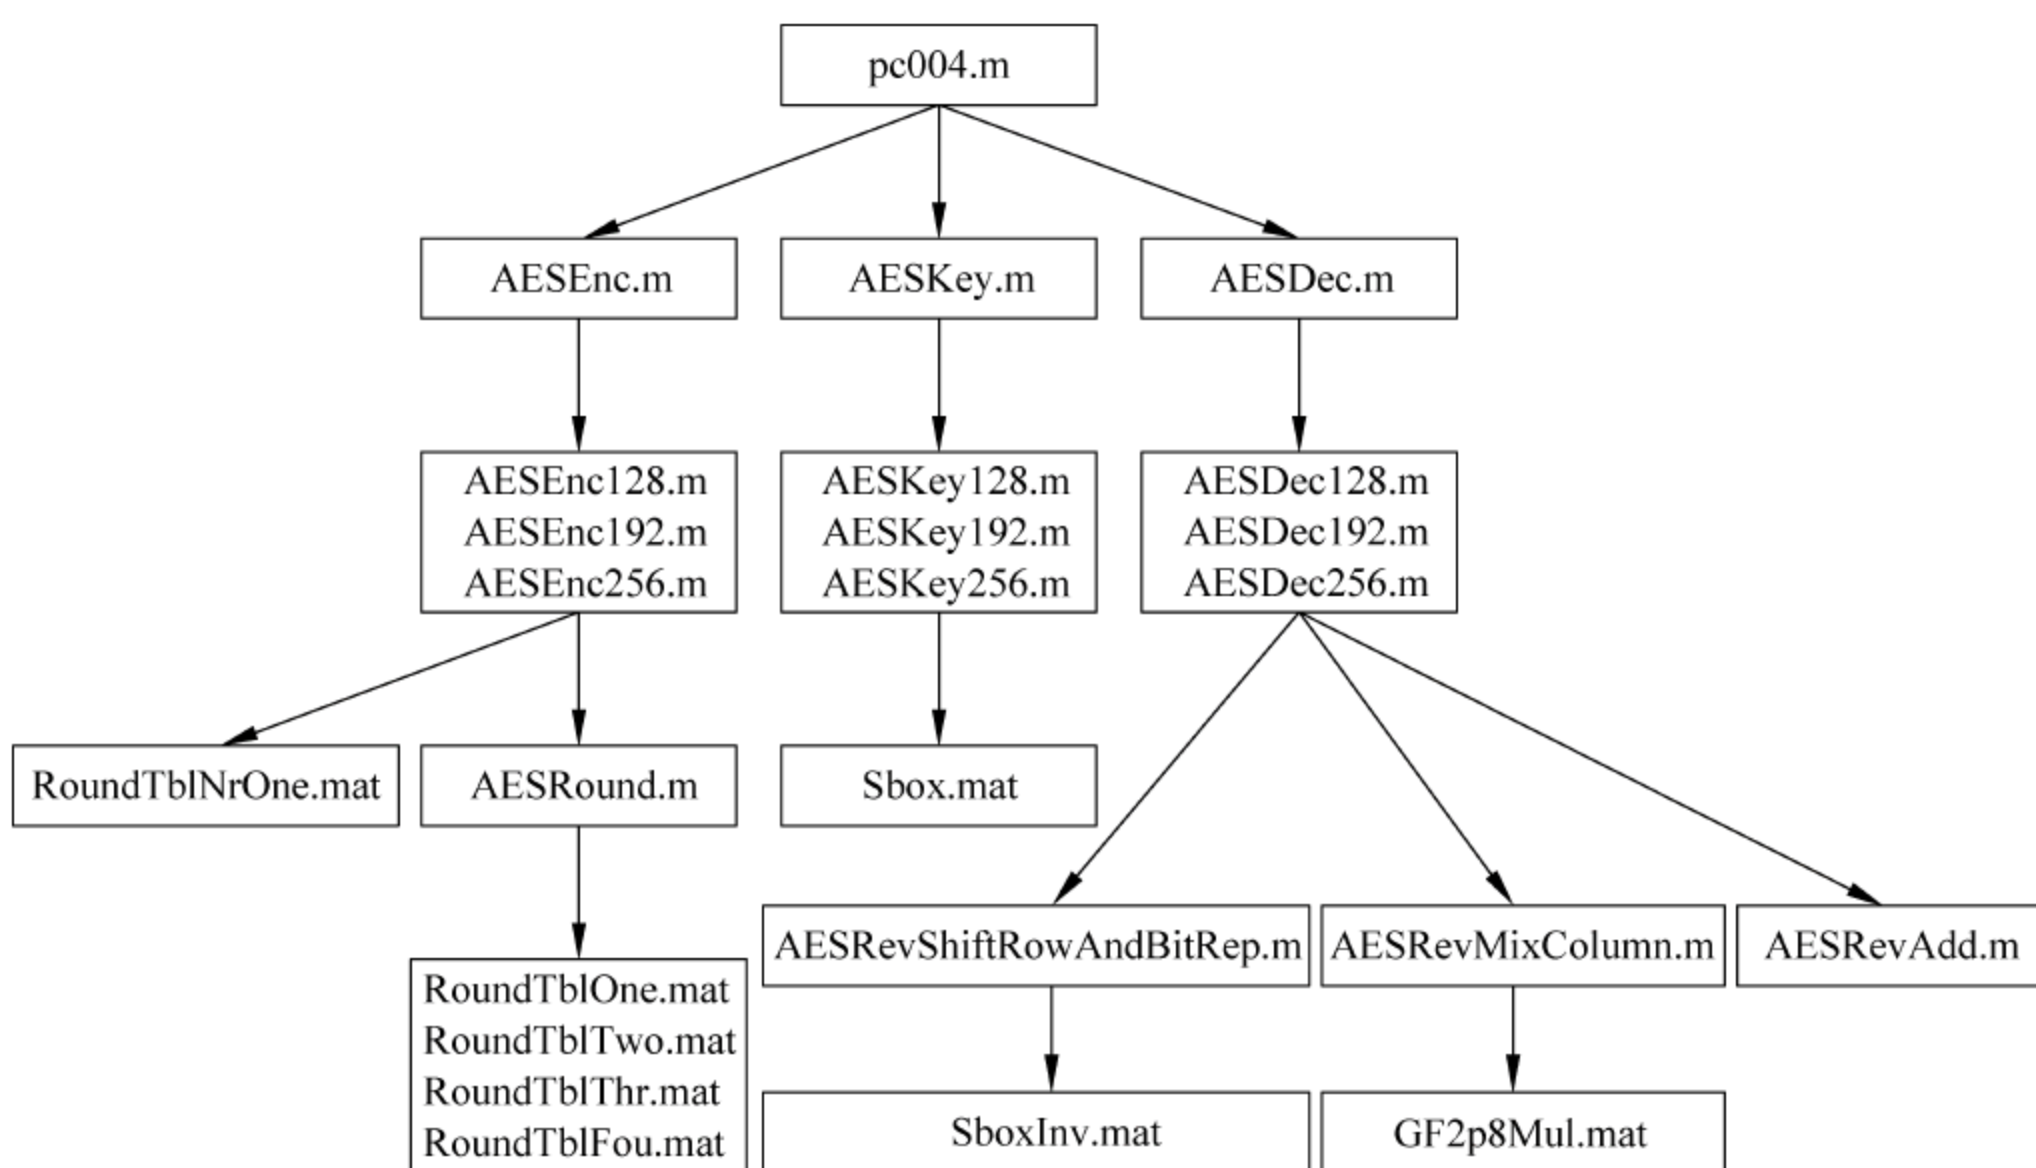 pc004.m
AESEnc.m
AESKey.m
AESDec.m
AESEnc128.m
AESEnc192.m
AESEnc256.m
AESKey128.m
AESKey192.m
AESKey256.m
AESDec128.m
AESDec192.m
AESDec256.m
RoundTblNrOne.mat
AESRound.m
Sbox.mat
AESRevShiftRowAndBitRep.m
AESRevMixColumn.m
AESRevAdd.m
RoundTblOne.mat
RoundTblTwo.mat
RoundTblThr.mat
RoundTblFou.mat
SboxInv.mat
GF2p8Mul.mat